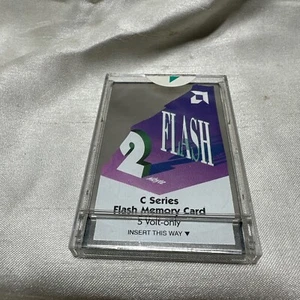 FLASH
2
C Series
Flash Memory Card
5 Volt-only
INSERT THIS WAY ▼